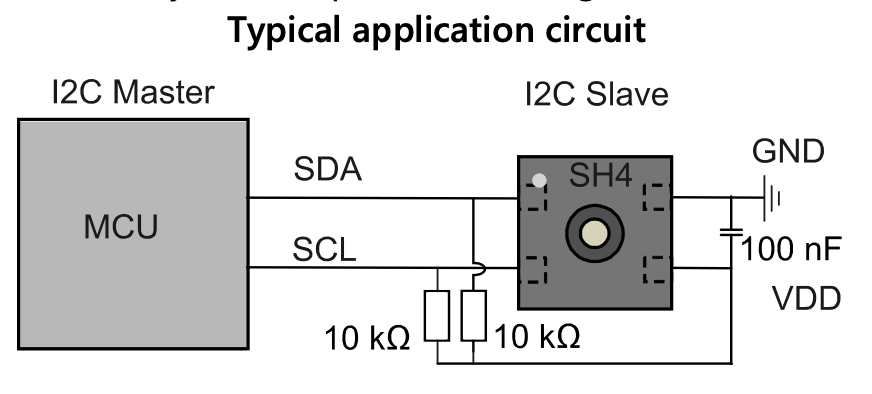 Typical application circuit
I2C Master
I2C Slave
SDA
SH4
GND
MCU
SCL
100 nF
VDD
10 kΩ
10 kΩ